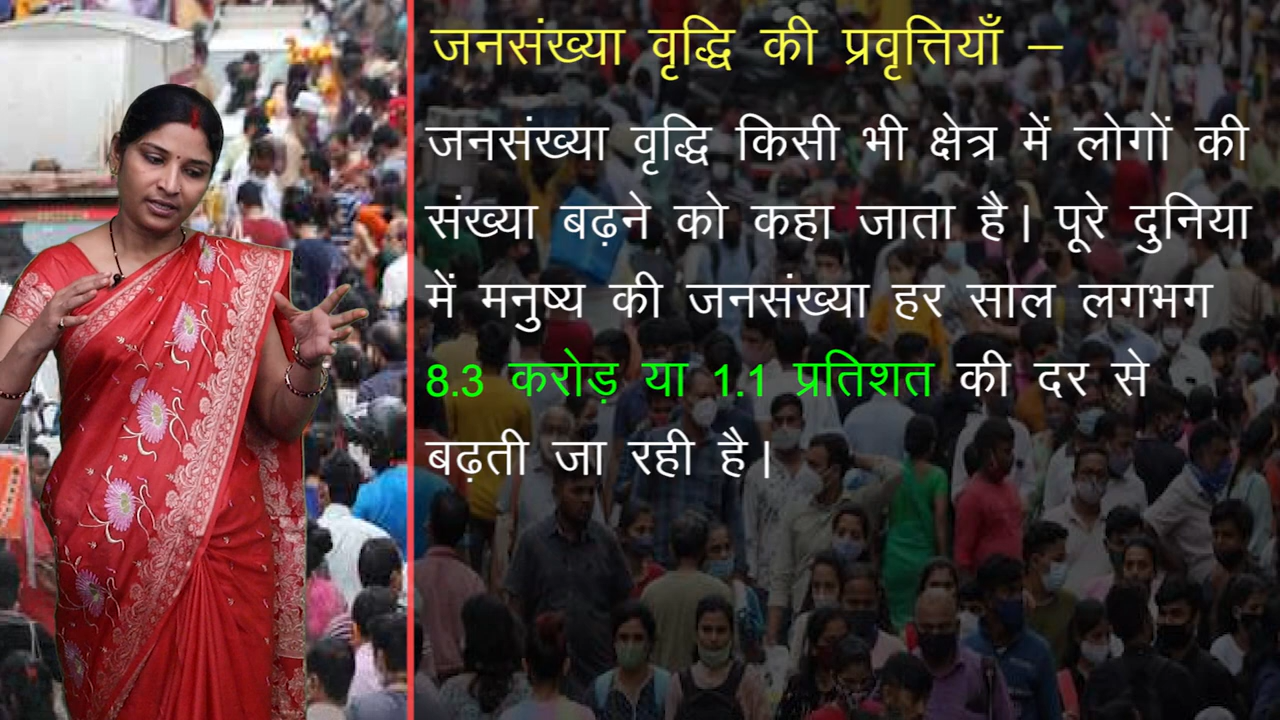 जनसंख्या वृद्धि की प्रवृत्तियाँ –
जनसंख्या वृद्धि किसी भी क्षेत्र में लोगों की
संख्या बढ़ने को कहा जाता है। पूरे दुनिया
में मनुष्य की जनसंख्या हर साल लगभग
8.3 करोड़ या 1.1 प्रतिशत की दर से
बढ़ती जा रही है।